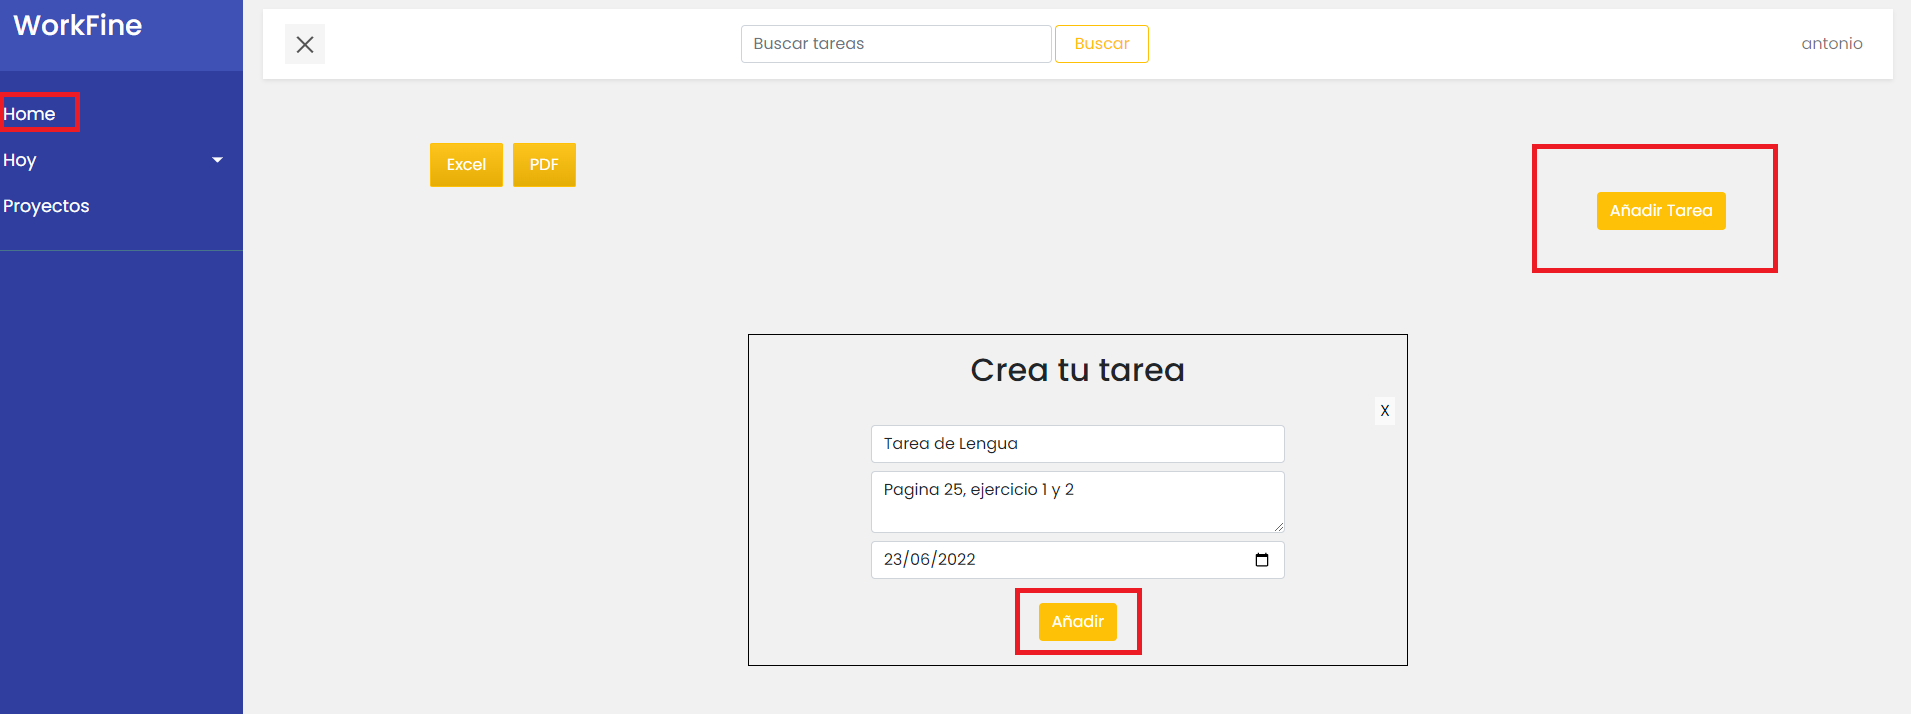 WorkFine
Buscar tareas
Buscar
antonio
Home
Hoy
Proyectos
Excel
PDF
Añadir Tarea
Crea tu tarea
X
Tarea de Lengua
Pagina 25, ejercicio 1 y 2
23/06/2022
Añadir